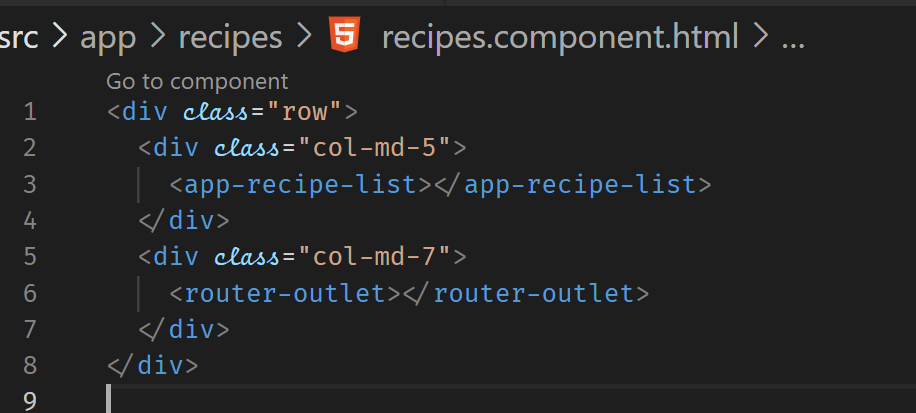 src > app > recipes > 5 recipes.component.html > ...
Go to component
1 <div class="row">
2 <div class="col-md-5">
3 <app-recipe-list></app-recipe-list>
4 </div>
5 <div class="col-md-7">
6 <router-outlet></router-outlet>
7 </div>
8 </div>
9